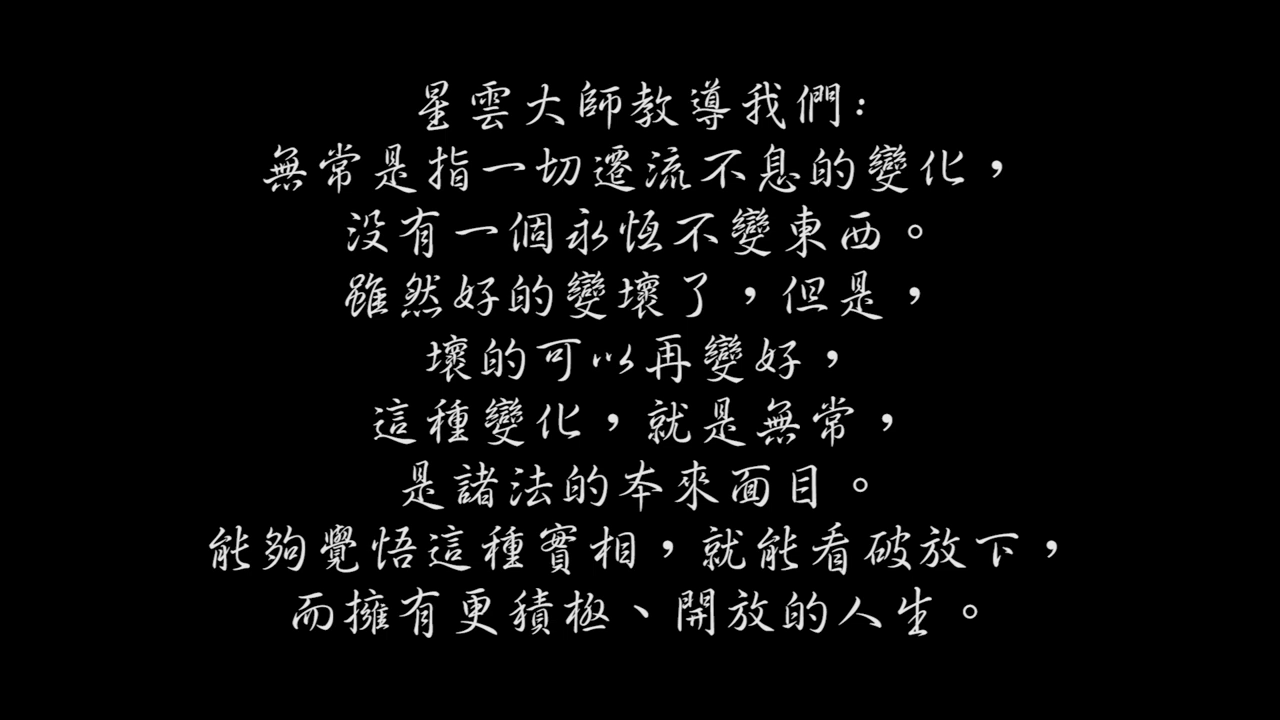 星雲大師教導我們:
無常是指一切遷流不息的變化，
沒有一個永恆不變東西。
雖然好的變壞了，但是，
壞的可以再變好，
這種變化，就是無常，
是諸法的本來面目。
能夠覺悟這種實相，就能看破放下，
而擁有更積極、開放的人生。